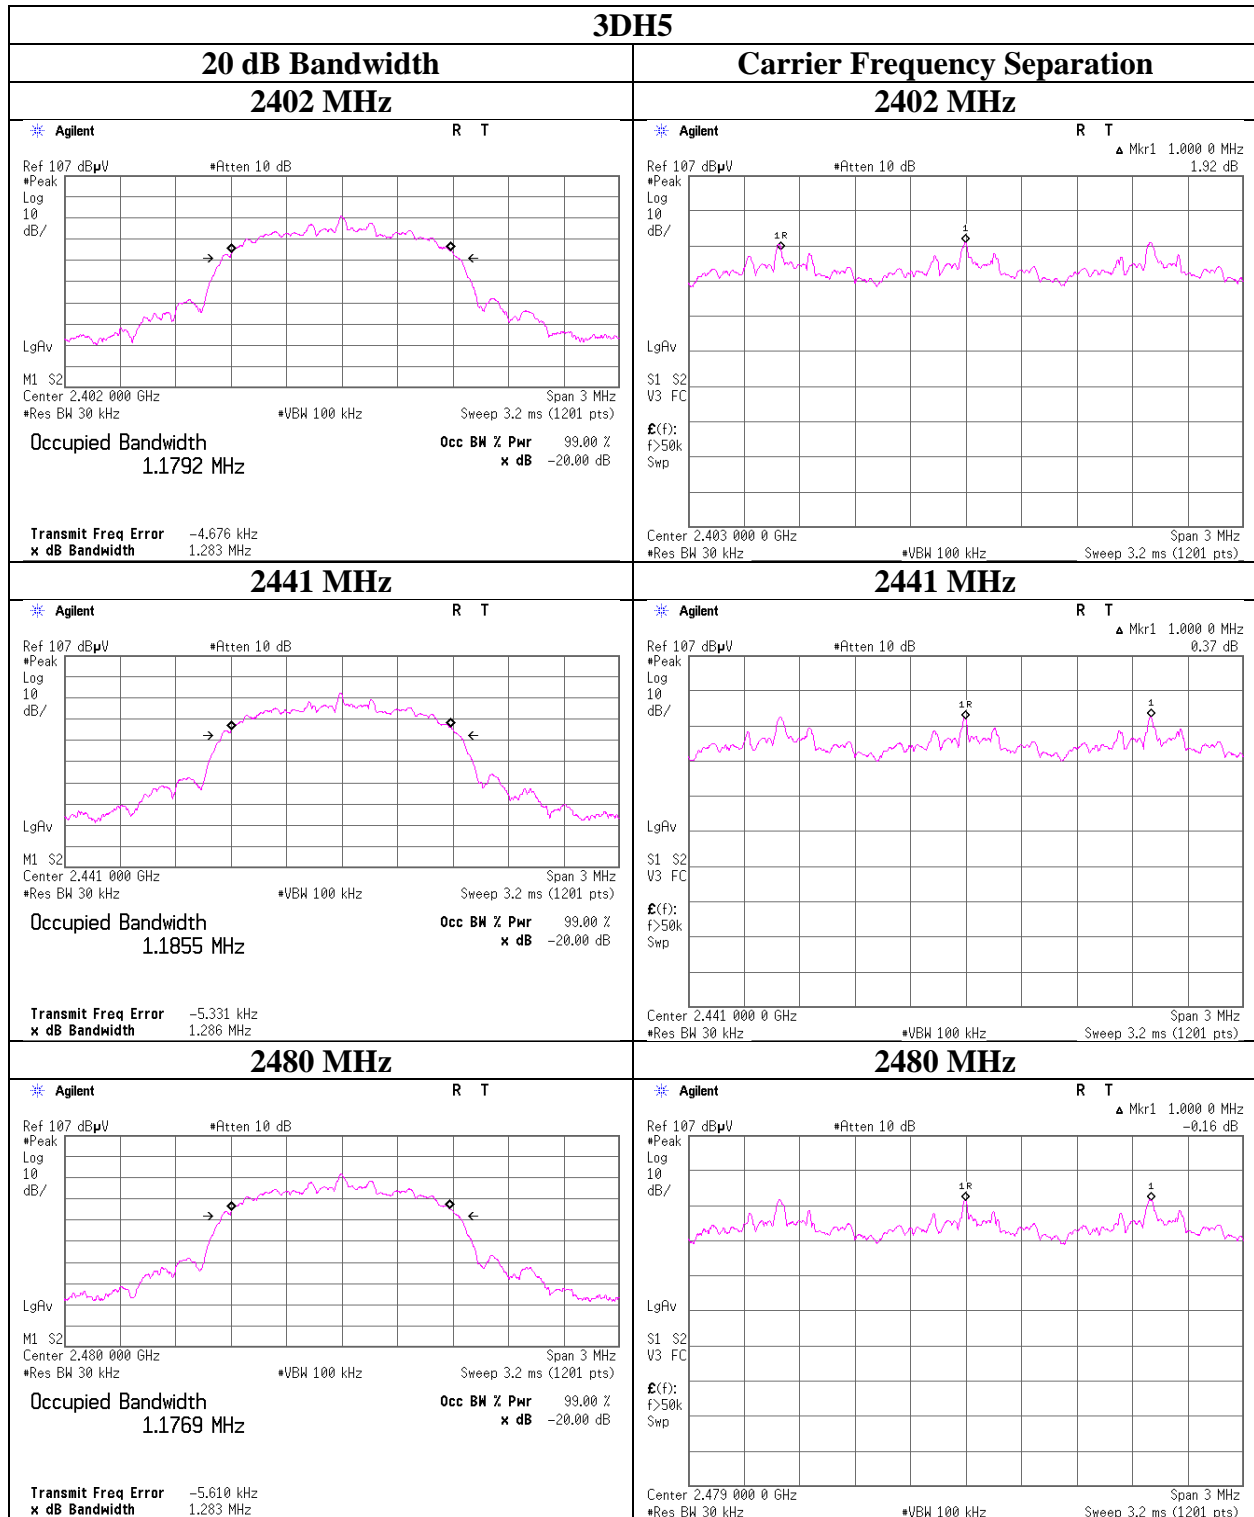 3DH5
20 dB Bandwidth
Carrier Frequency Separation
2402 MHz
2402 MHz
Agilent
R T
Ref 107 dBµV
#Atten 10 dB
#Peak
Log
10
dB/
LgAv
M1 S2
Center 2.402 000 GHz
Span 3 MHz
#Res BW 30 kHz
#VBW 100 kHz
Sweep 3.2 ms (1201 pts)
Occupied Bandwidth
1.1792 MHz
Occ BW % Pwr 99.00 %
x dB -20.00 dB
Transmit Freq Error -4.676 kHz
x dB Bandwidth 1.283 MHz
Agilent
R T
Δ Mkr1 1.000 0 MHz
Ref 107 dBµV
#Atten 10 dB
1.92 dB
#Peak
Log
10
dB/
1R
1
LgAv
S1 S2
V3 FC
£(f):
f>50k
Swp
Center 2.403 000 0 GHz
Span 3 MHz
#Res BW 30 kHz
#VBW 100 kHz
Sweep 3.2 ms (1201 pts)
2441 MHz
2441 MHz
Agilent
R T
Ref 107 dBµV
#Atten 10 dB
#Peak
Log
10
dB/
LgAv
M1 S2
Center 2.441 000 GHz
Span 3 MHz
#Res BW 30 kHz
#VBW 100 kHz
Sweep 3.2 ms (1201 pts)
Occupied Bandwidth
1.1855 MHz
Occ BW % Pwr 99.00 %
x dB -20.00 dB
Transmit Freq Error -5.331 kHz
x dB Bandwidth 1.286 MHz
Agilent
R T
Δ Mkr1 1.000 0 MHz
Ref 107 dBµV
#Atten 10 dB
0.37 dB
#Peak
Log
10
dB/
1R
1
LgAv
S1 S2
V3 FC
£(f):
f>50k
Swp
Center 2.441 000 0 GHz
Span 3 MHz
#Res BW 30 kHz
#VBW 100 kHz
Sweep 3.2 ms (1201 pts)
2480 MHz
2480 MHz
Agilent
R T
Ref 107 dBµV
#Atten 10 dB
#Peak
Log
10
dB/
LgAv
M1 S2
Center 2.480 000 GHz
Span 3 MHz
#Res BW 30 kHz
#VBW 100 kHz
Sweep 3.2 ms (1201 pts)
Occupied Bandwidth
1.1769 MHz
Occ BW % Pwr 99.00 %
x dB -20.00 dB
Transmit Freq Error -5.610 kHz
x dB Bandwidth 1.283 MHz
Agilent
R T
Δ Mkr1 1.000 0 MHz
Ref 107 dBµV
#Atten 10 dB
-0.16 dB
#Peak
Log
10
dB/
1R
1
LgAv
S1 S2
V3 FC
£(f):
f>50k
Swp
Center 2.479 000 0 GHz
Span 3 MHz
#Res BW 30 kHz
#VBW 100 kHz
Sweep 3.2 ms (1201 pts)